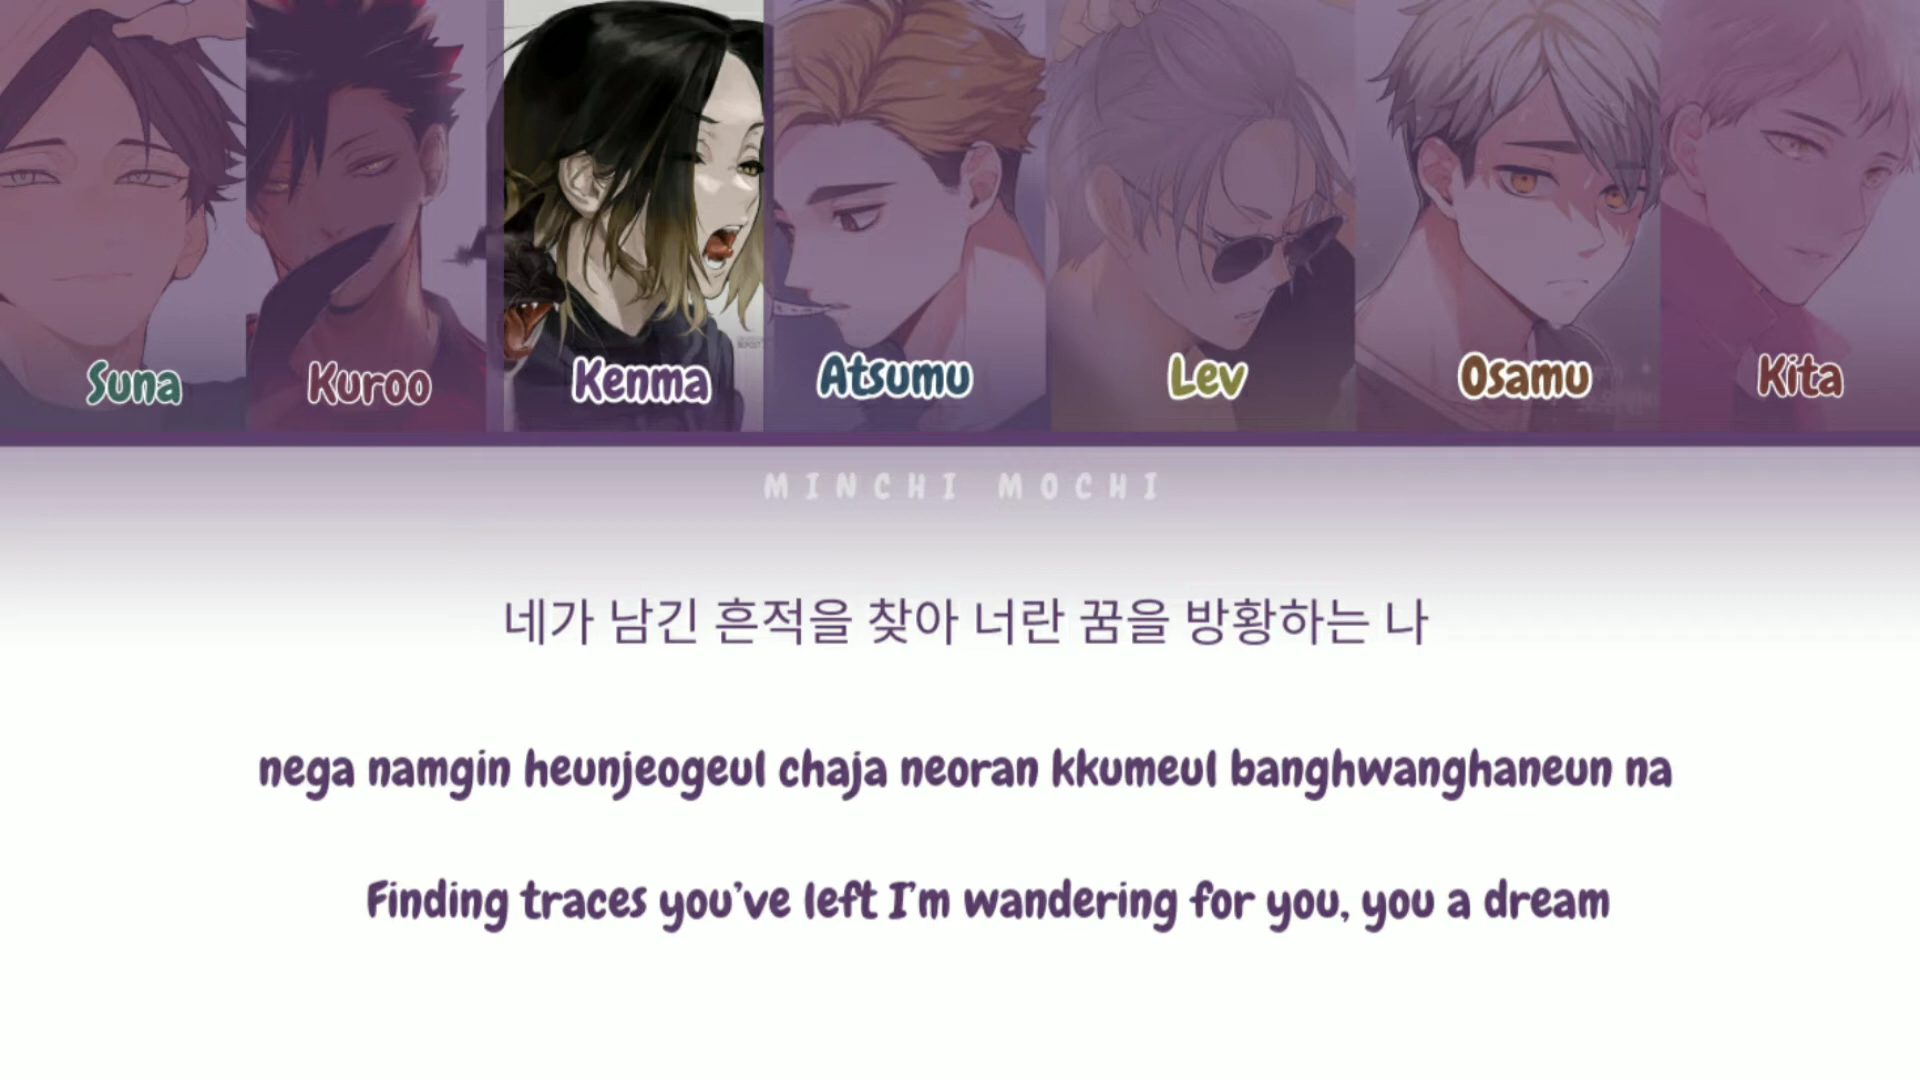 Suna Kuroo Kenma Atsumu Lev Osamu Kita
MINCHI MOCHI
네가 남긴 흔적을 찾아 너란 꿈을 방황하는 나
nega namgin heunjeogeul chaja neoran kkumeul banghwanghaneun na
Finding traces you've left I'm wandering for you, you a dream